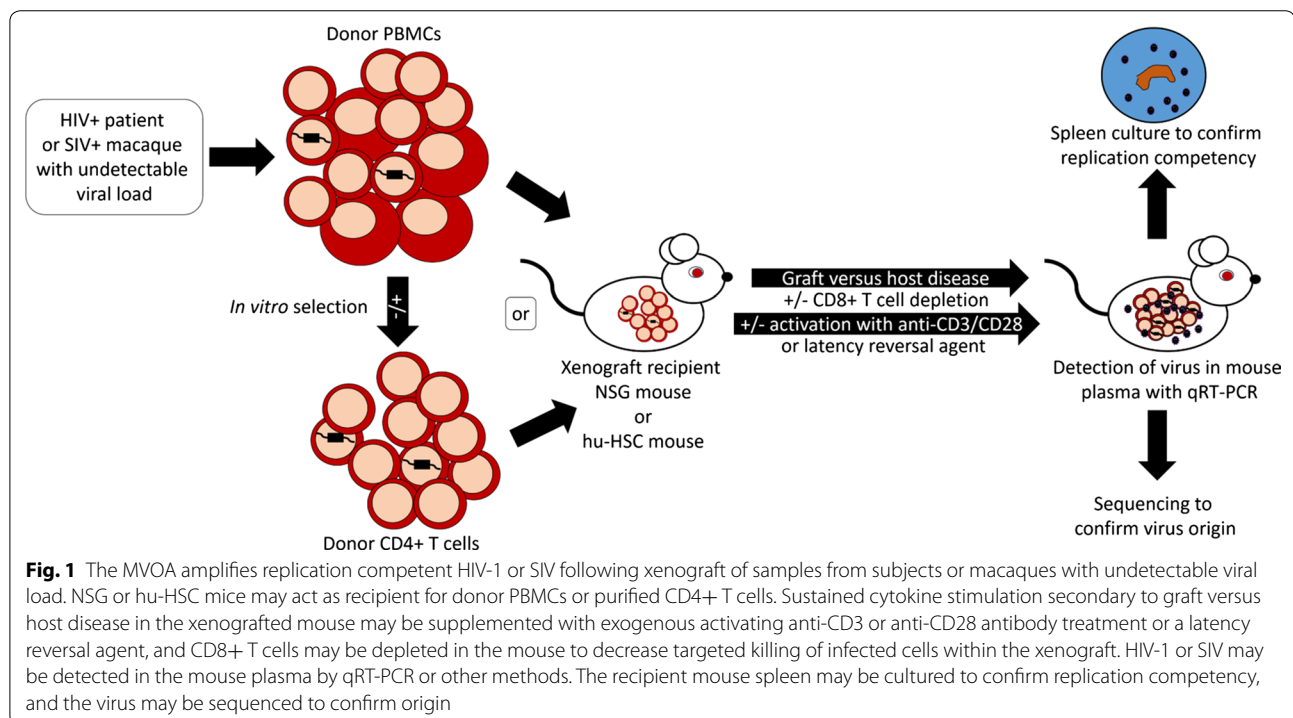 Donor PBMCs
HIV+ patient
or SIV+ macaque
with undetectable
viral load
In vitro selection
-/+
Donor CD4+ T cells
or
Xenograft recipient
NSG mouse
or
hu-HSC mouse
Graft versus host disease
+/- CD8+ T cell depletion
+/- activation with anti-CD3/CD28
or latency reversal agent
Spleen culture to confirm
replication competency
Detection of virus in mouse
plasma with qRT-PCR
Sequencing to
confirm virus origin
Fig. 1 The MVOA amplifies replication competent HIV-1 or SIV following xenograft of samples from subjects or macaques with undetectable viral
load. NSG or hu-HSC mice may act as recipient for donor PBMCs or purified CD4+ T cells. Sustained cytokine stimulation secondary to graft versus
host disease in the xenografted mouse may be supplemented with exogenous activating anti-CD3 or anti-CD28 antibody treatment or a latency
reversal agent, and CD8+ T cells may be depleted in the mouse to decrease targeted killing of infected cells within the xenograft. HIV-1 or SIV may
be detected in the mouse plasma by qRT-PCR or other methods. The recipient mouse spleen may be cultured to confirm replication competency,
and the virus may be sequenced to confirm origin